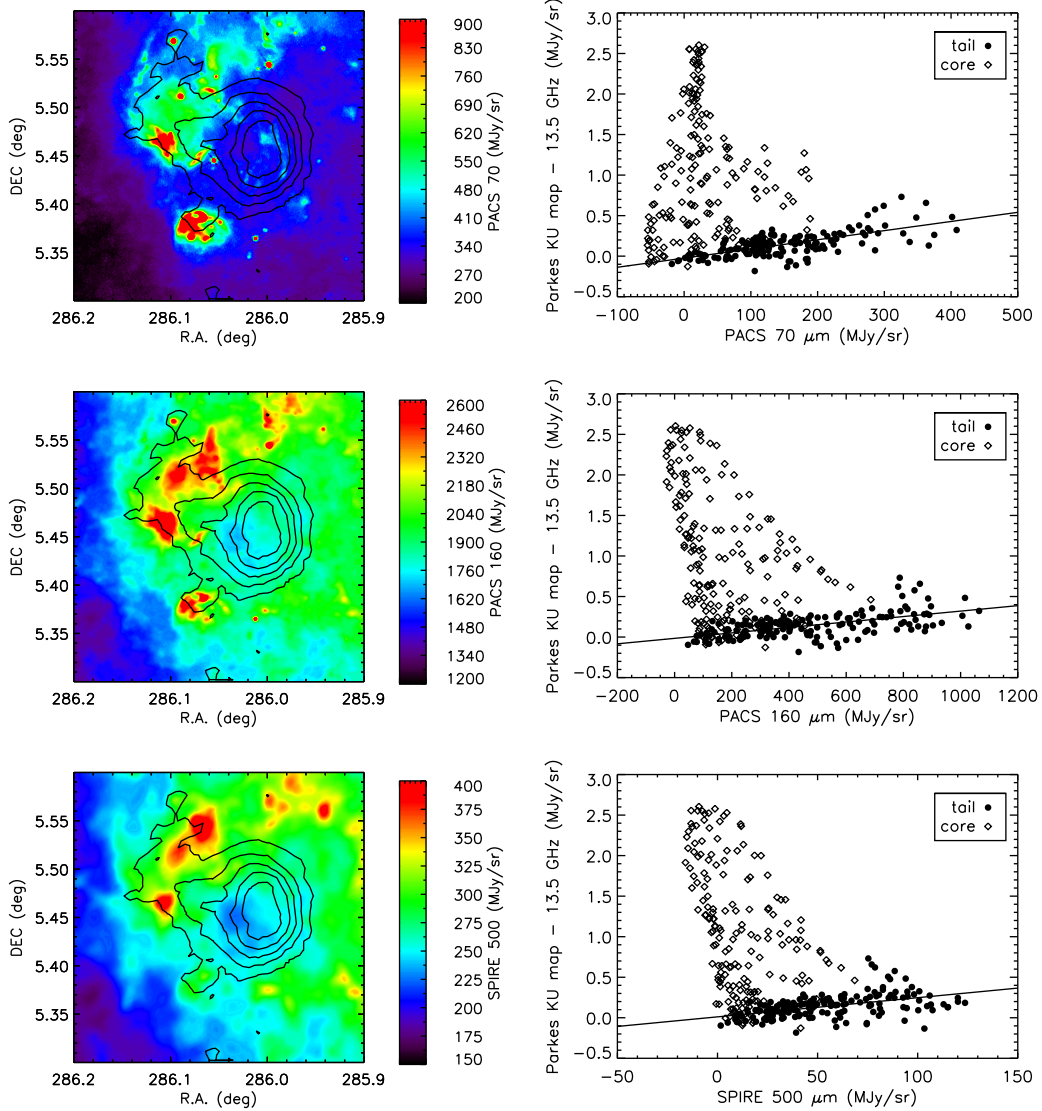 5.55
5.50
5.45
5.40
5.35
DEC (deg)
286.2 286.1 286.0 285.9
R.A. (deg)
900
830
760
690
620
550
480
410
340
270
200
PACS 70 (MJy/sr)
3.0
2.5
2.0
1.5
1.0
0.5
0.0
−0.5
Parkes KU map − 13.5 GHz (MJy/sr)
tail
core
−100 0 100 200 300 400 500
PACS 70 μm (MJy/sr)
5.55
5.50
5.45
5.40
5.35
DEC (deg)
286.2 286.1 286.0 285.9
R.A. (deg)
2600
2460
2320
2180
2040
1900
1760
1620
1480
1340
1200
PACS 160 (MJy/sr)
3.0
2.5
2.0
1.5
1.0
0.5
0.0
−0.5
Parkes KU map − 13.5 GHz (MJy/sr)
tail
core
−200 0 200 400 600 800 1000 1200
PACS 160 μm (MJy/sr)
5.55
5.50
5.45
5.40
5.35
DEC (deg)
286.2 286.1 286.0 285.9
R.A. (deg)
400
375
350
325
300
275
250
225
200
175
150
SPIRE 500 (MJy/sr)
3.0
2.5
2.0
1.5
1.0
0.5
0.0
−0.5
Parkes KU map − 13.5 GHz (MJy/sr)
tail
core
−50 0 50 100 150
SPIRE 500 μm (MJy/sr)